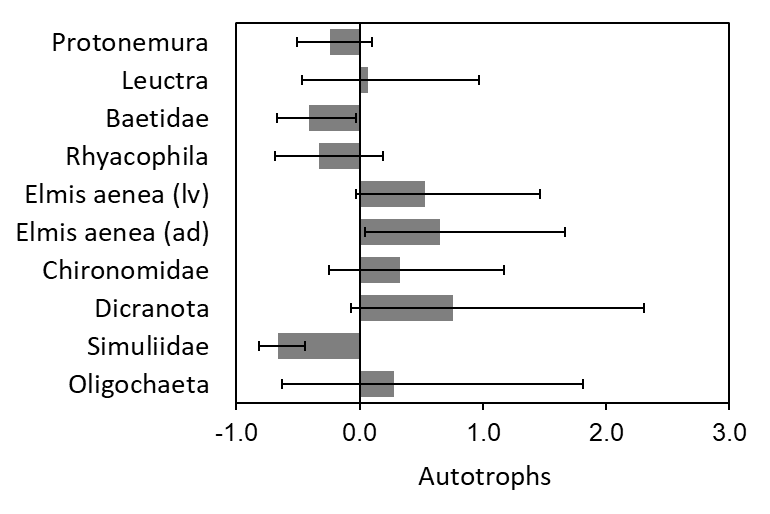 Protonemura
Leuctra
Baetidae
Rhyacophila
Elmis aenea (lv)
Elmis aenea (ad)
Chironomidae
Dicranota
Simuliidae
Oligochaeta
-1.0 0.0 1.0 2.0 3.0
Autotrophs